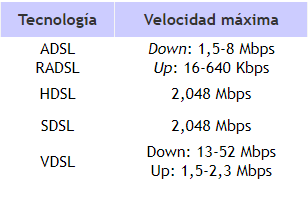 Tecnología Velocidad máxima
ADSL Down: 1,5-8 Mbps
RADSL Up: 16-640 Kbps
HDSL 2,048 Mbps
SDSL 2,048 Mbps
VDSL Down: 13-52 Mbps
Up: 1,5-2,3 Mbps